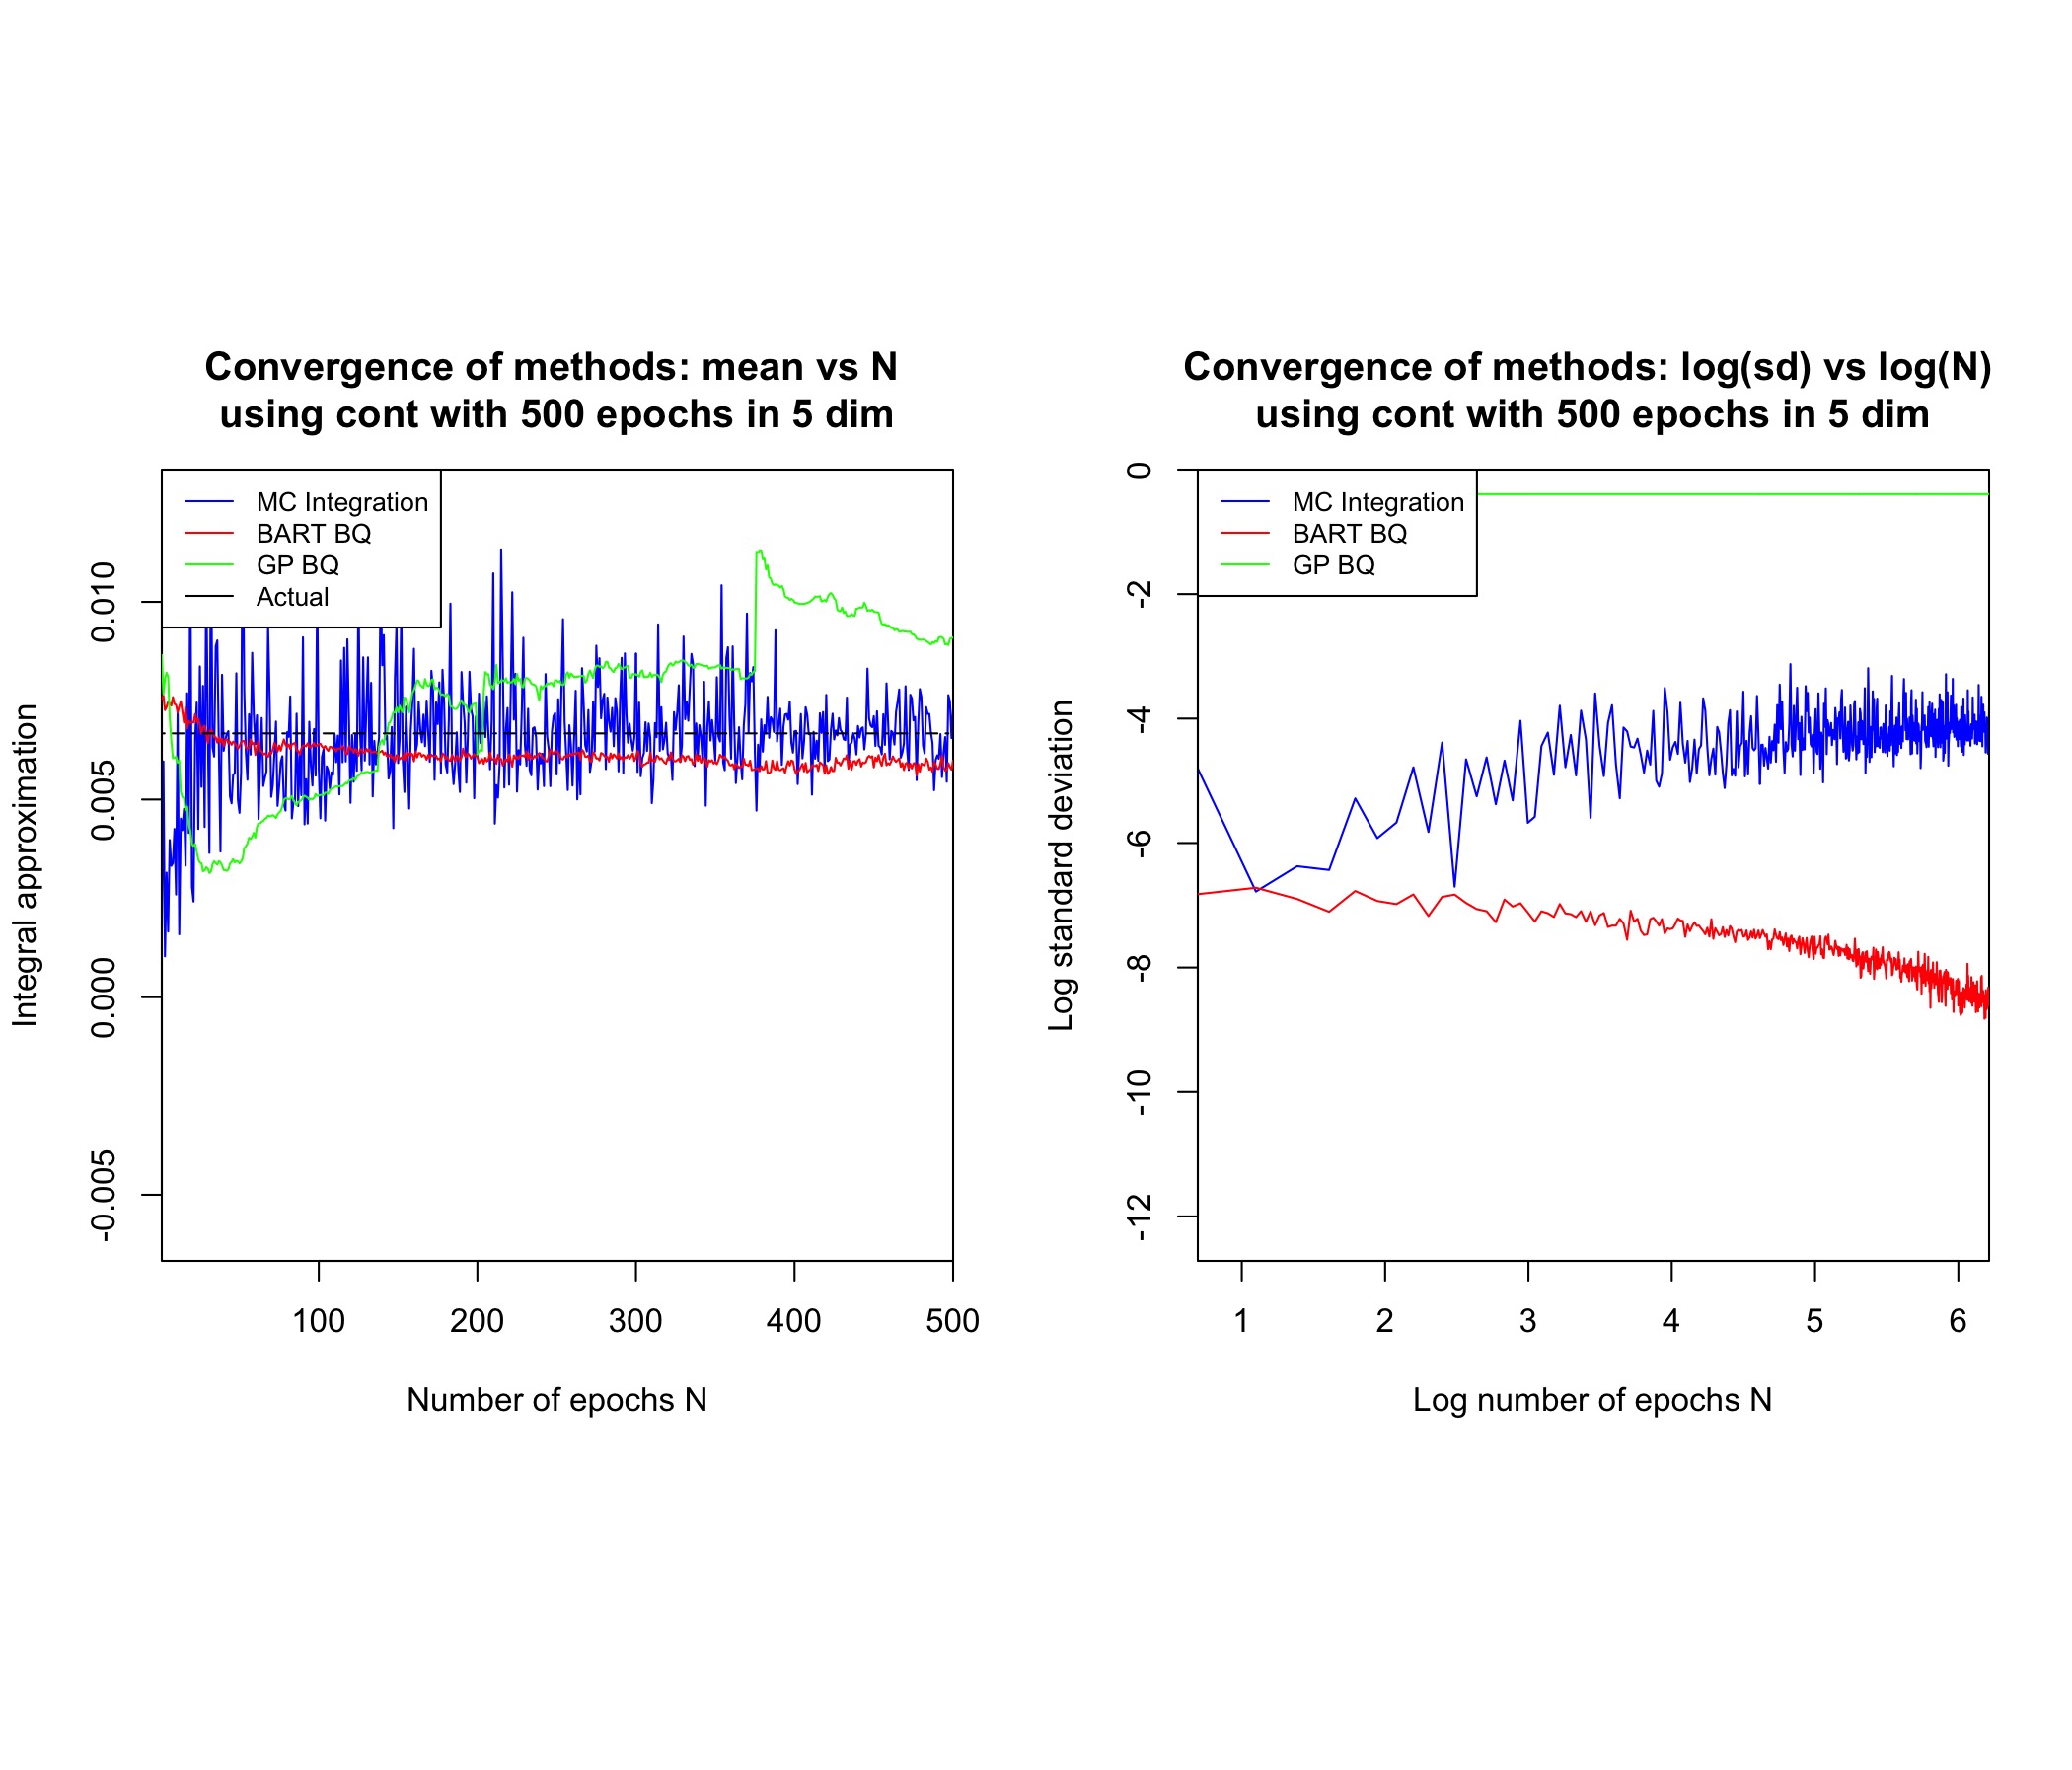 Convergence of methods: mean vs N
using cont with 500 epochs in 5 dim
MC Integration
BART BQ
GP BQ
Actual
Integral approximation
0.010
0.005
0.000
-0.005
100
200
300
400
500
Number of epochs N
Convergence of methods: log(sd) vs log(N)
using cont with 500 epochs in 5 dim
MC Integration
BART BQ
GP BQ
Log standard deviation
0
-2
-4
-6
-8
-10
-12
1
2
3
4
5
6
Log number of epochs N